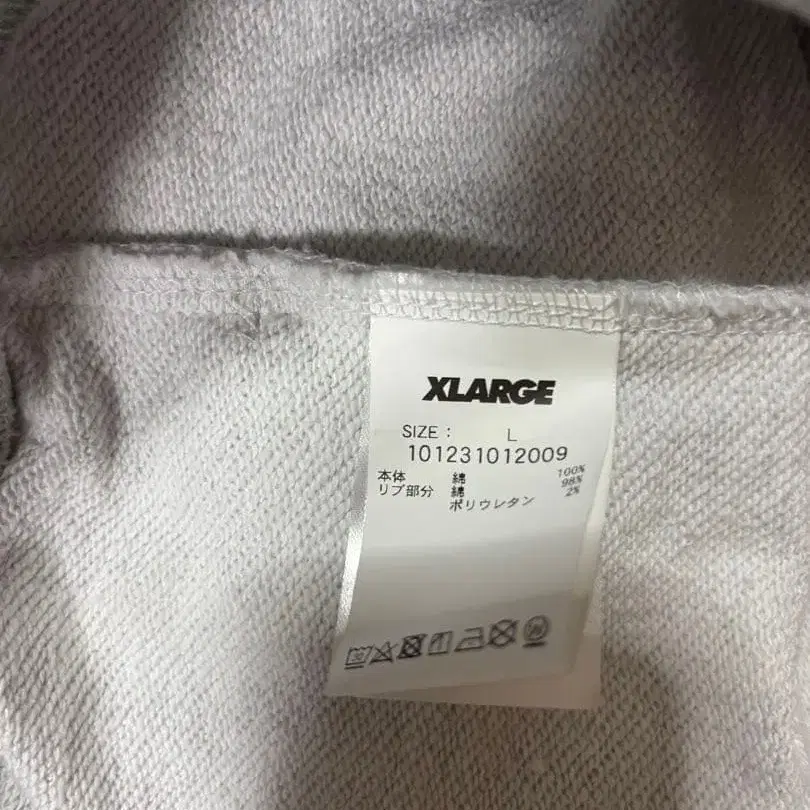 XLARGE
SIZE : L
101231012009
本体 綿 100%
リブ部分 綿 98%
ポリウレタン 2%
30